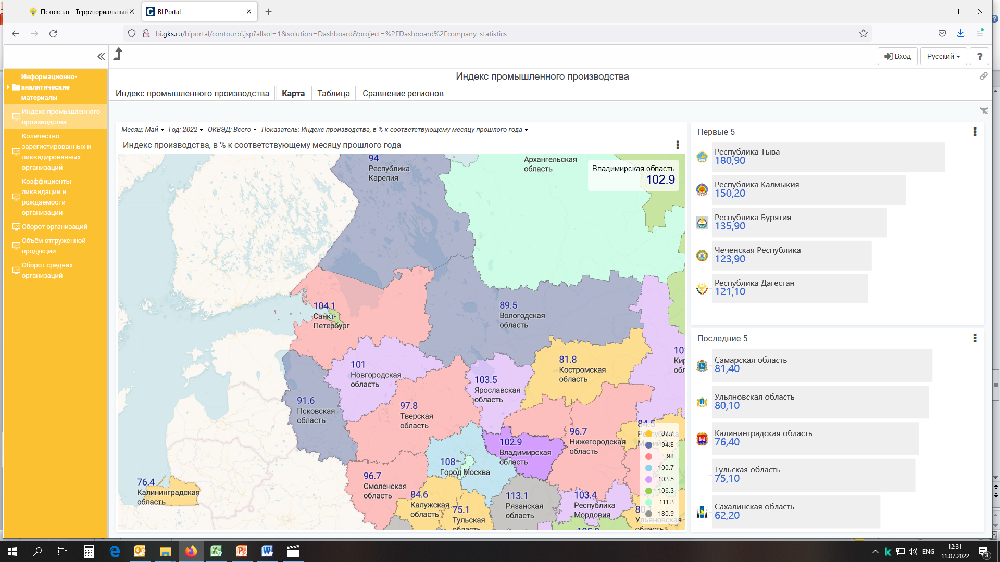 Псковстат - Территориальный
BI Portal
bi.gks.ru/biportal/contourbi.jsp?allsol=1&solution=Dashboard&project=%2FDashboard%2Fcompany_statistics
Вход
Русский
?
Индекс промышленного производства
Индекс промышленного производства
Карта
Таблица
Сравнение регионов
Информационно-
аналитические
материалы
Индекс промышленного
производства
Количество
зарегистированных и
ликвидированных
организаций
Коэффициенты
ликвидации и
рождаемости
организации
Оборот организаций
Объём отгруженной
продукции
Оборот средних
организаций
Месяц: Май
Год: 2022
ОКВЭД: Всего
Показатель: Индекс производства, в % к соответствующему месяцу прошлого года
Индекс производства, в % к соответствующему месяцу прошлого года
94
Республика
Карелия
Архангельская
область
Владимирская область
102.9
104.1
Санкт-
Петербург
89.5
Вологодская
область
101
Новгородская
область
103.5
Ярославская
область
81.8
Костромская
область
91.6
Псковская
область
97.8
Тверская
область
102.9
Владимирская
область
96.7
Нижегородская
область
84.5
108
Город Москва
76.4
Калининградская
область
96.7
Смоленская
область
84.6
Калужская
область
75.1
Тульская
область
113.1
Рязанская
область
103.4
Республика
Мордовия
80.1
Ульяновская
область
87.7
94.8
98
100.7
103.5
106.3
111.3
180.9
Первые 5
Республика Тыва
180,90
Республика Калмыкия
150,20
Республика Бурятия
135,90
Чеченская Республика
123,90
Республика Дагестан
121,10
Последние 5
Самарская область
81,40
Ульяновская область
80,10
Калининградская область
76,40
Тульская область
75,10
Сахалинская область
62,20
ENG
12:31
11.07.2022
3